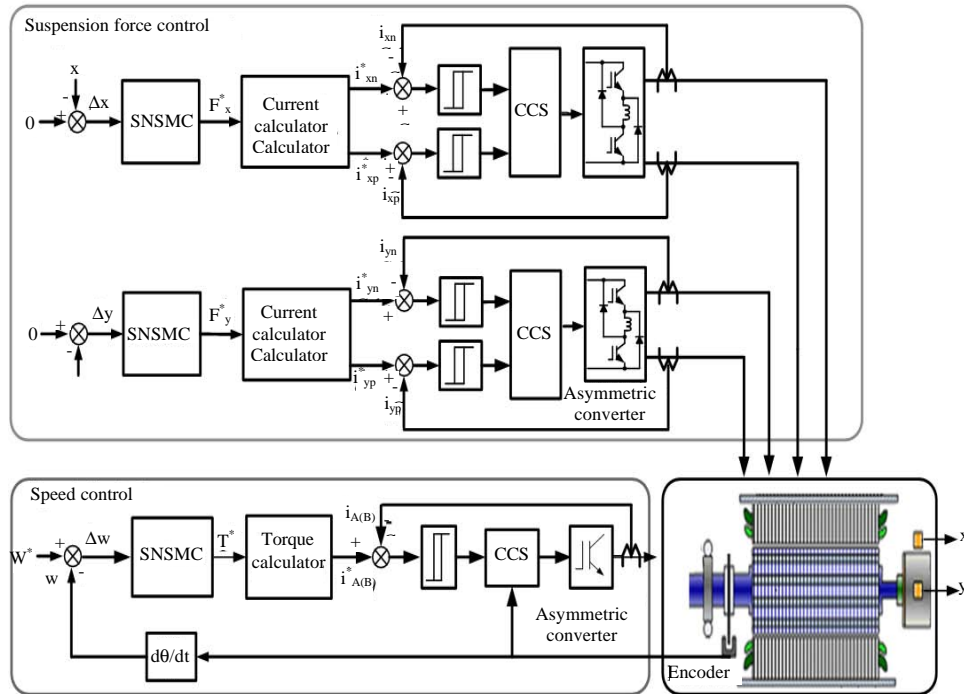 Suspension force control
x
-
0
+
Δx
SNSMC
F*x
Current
calculator
Calculator
i*xn
i*xp
ixn
-
+
+
-
ixp
CCS
0
+
-
Δy
SNSMC
F*y
Current
calculator
Calculator
i*yn
i*yp
iyn
-
+
+
-
iyp
CCS
Asymmetric
converter
Speed control
W*
+
w
-
Δw
SNSMC
T*
Torque
calculator
+
i*A(B)
iA(B)
-
CCS
Asymmetric
converter
dθ/dt
Encoder
x
y